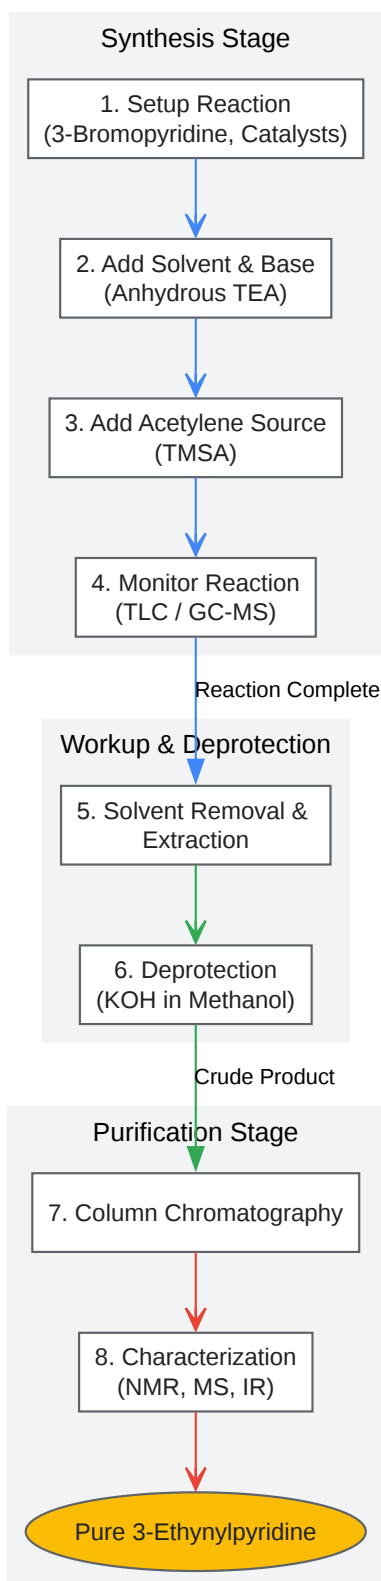 Synthesis Stage
1. Setup Reaction
(3-Bromopyridine, Catalysts)
2. Add Solvent & Base
(Anhydrous TEA)
3. Add Acetylene Source
(TMSA)
4. Monitor Reaction
(TLC / GC-MS)
Reaction Complete
Workup & Deprotection
5. Solvent Removal &
Extraction
6. Deprotection
(KOH in Methanol)
Crude Product
Purification Stage
7. Column Chromatography
8. Characterization
(NMR, MS, IR)
Pure 3-Ethynylpyridine